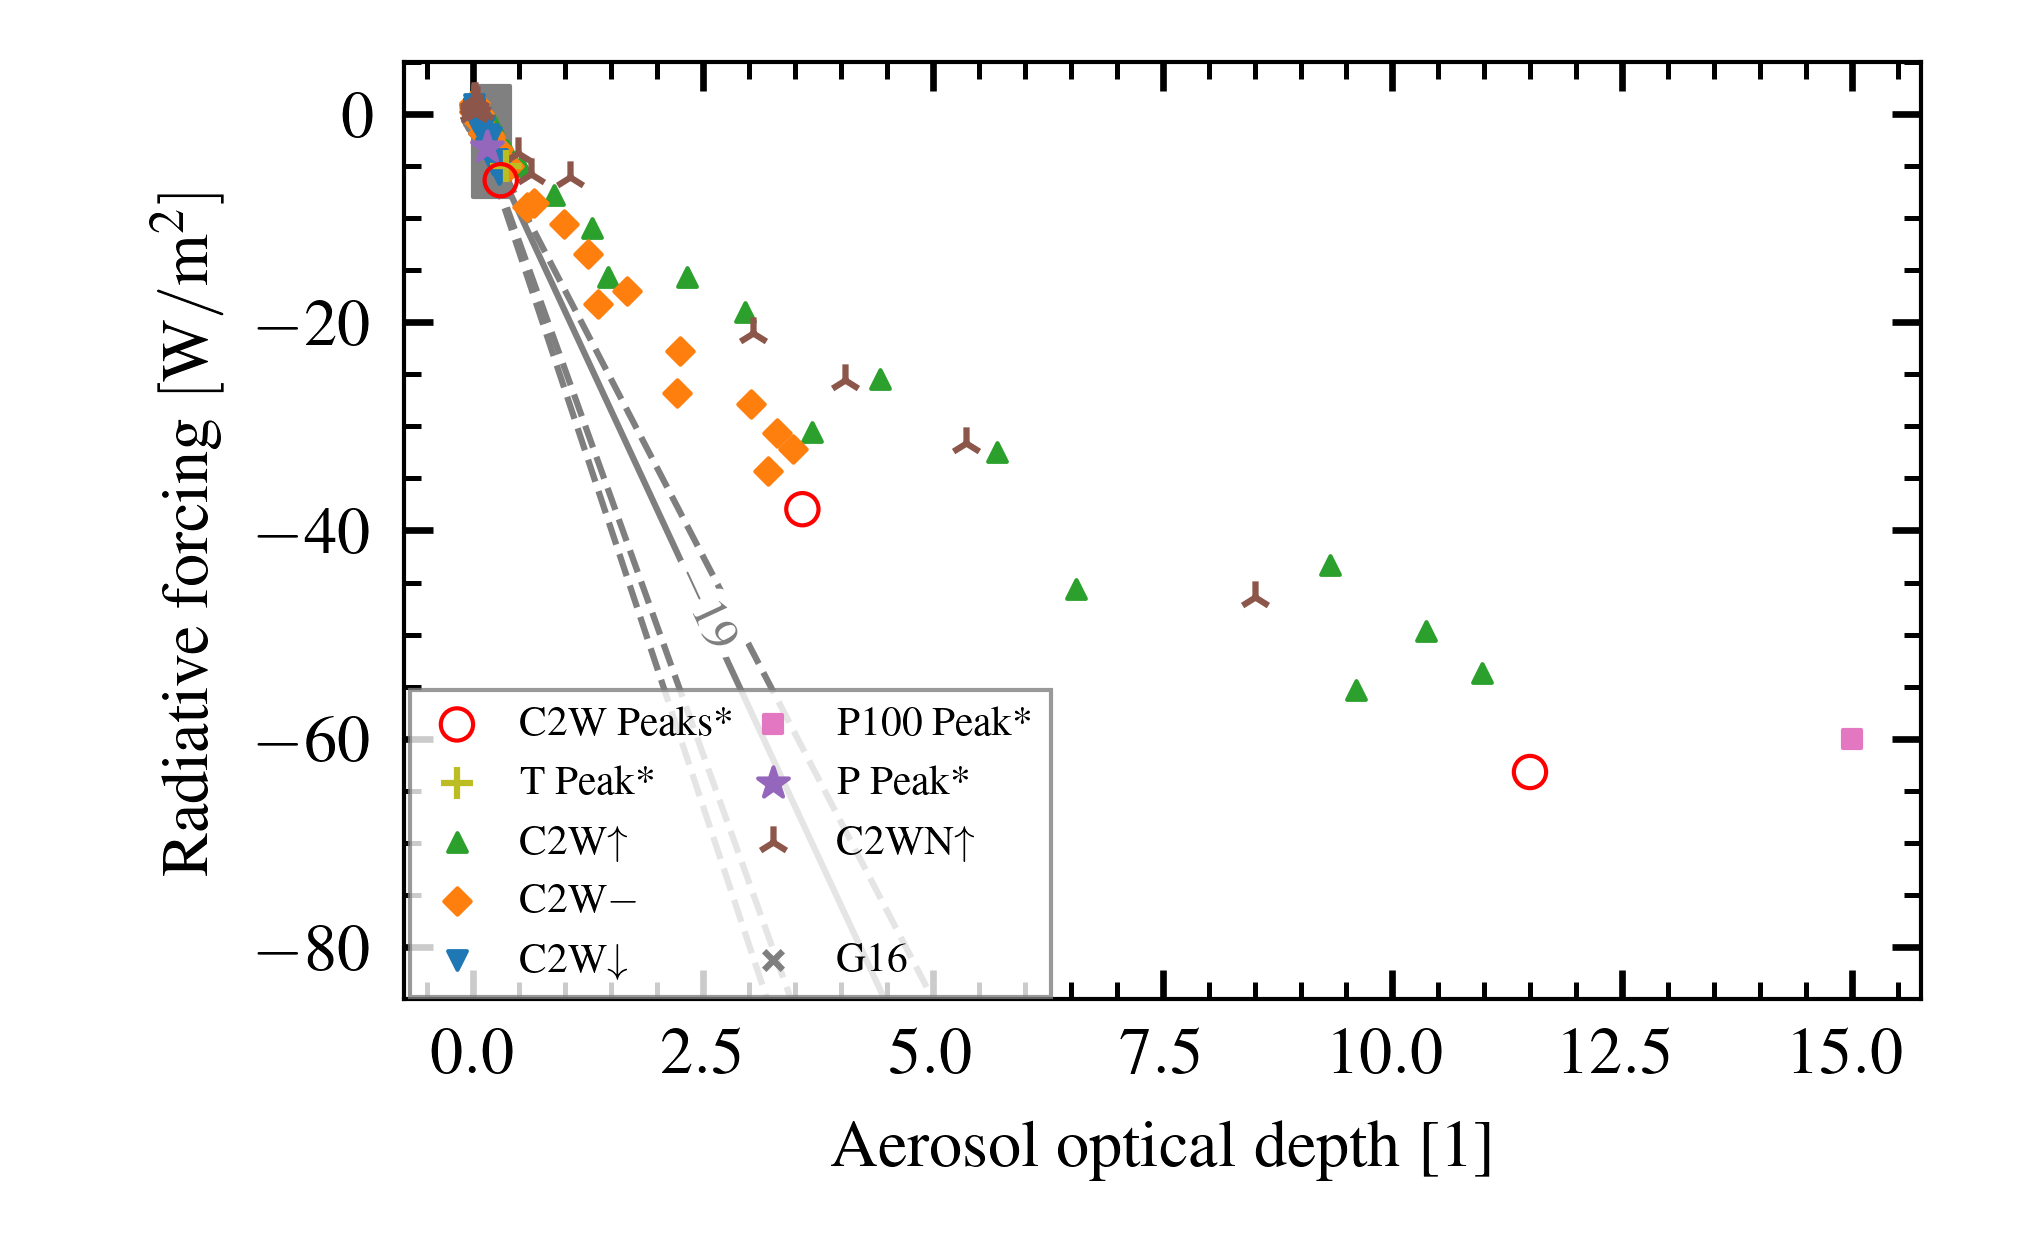 0
−20
−40
−60
−80
Radiative forcing [W/m²]
−19
C2W Peaks*
T Peak*
C2W↑
C2W−
C2W↓
P100 Peak*
P Peak*
C2WN↑
G16
0.0 2.5 5.0 7.5 10.0 12.5 15.0
Aerosol optical depth [1]